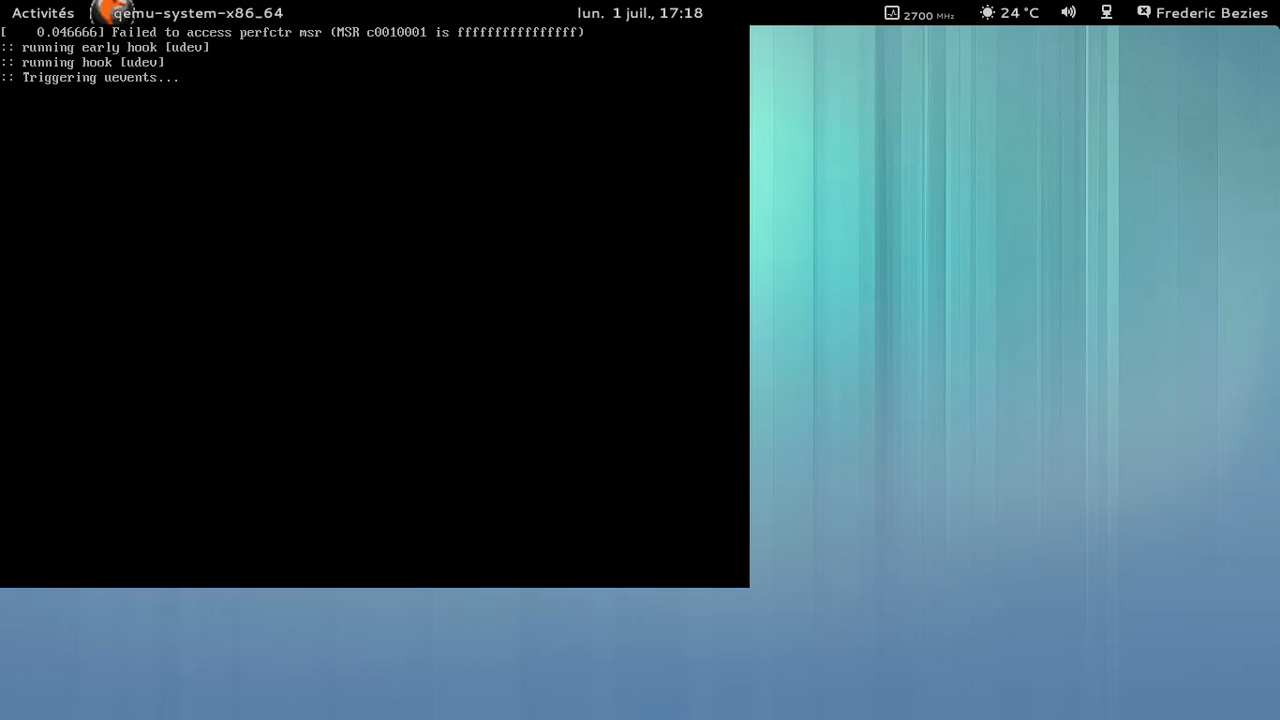 Activités qemu-system-x86_64 lun. 1 juil., 17:18 2700 MHz 24 °C Frederic Bezies
[    0.046666] Failed to access perfctr msr (MSR c0010001 is ffffffffffffffff)
:: running early hook [udev]
:: running hook [udev]
:: Triggering uevents...